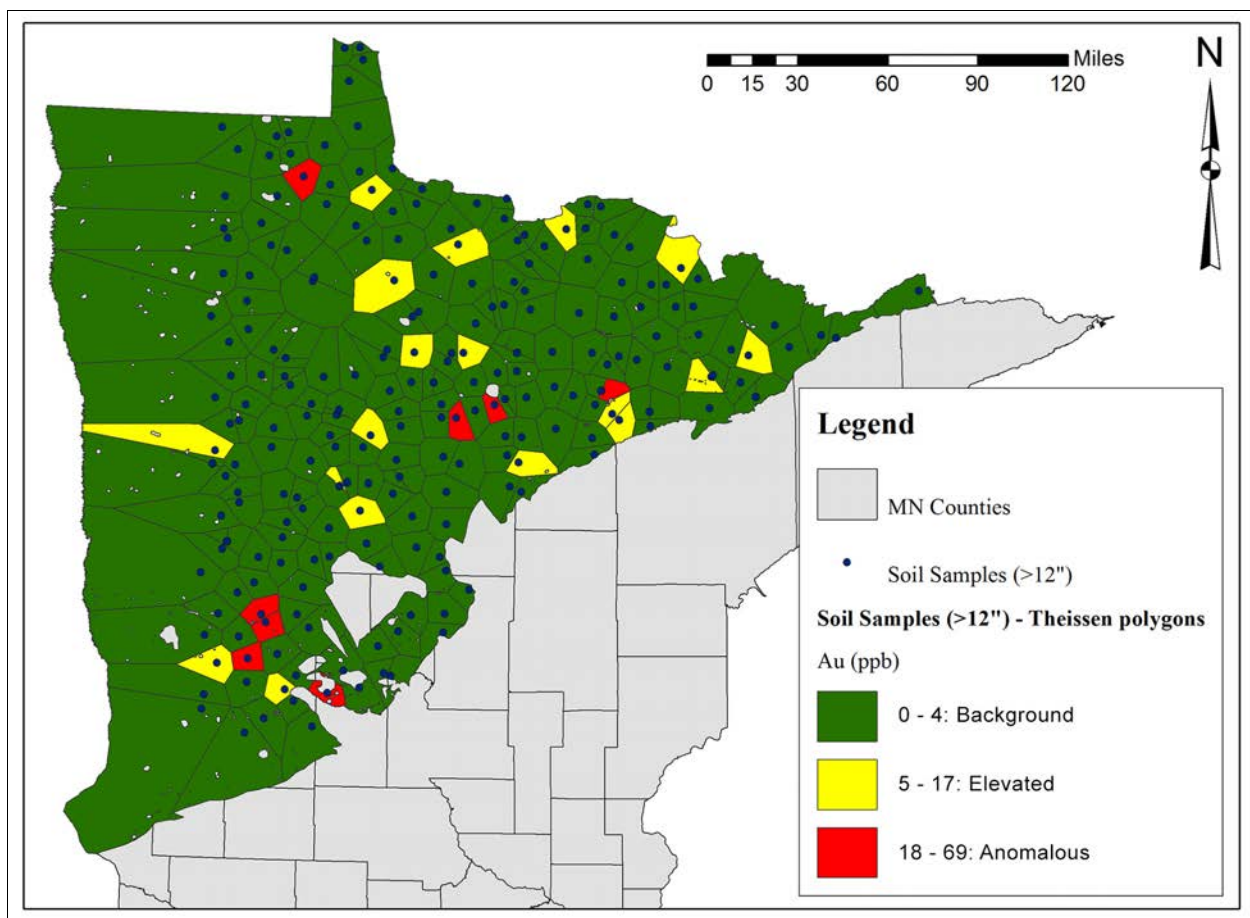 Miles
0 15 30 60 90 120
N
Legend
MN Counties
Soil Samples (>12")
Soil Samples (>12") - Theissen polygons
Au (ppb)
0 - 4: Background
5 - 17: Elevated
18 - 69: Anomalous